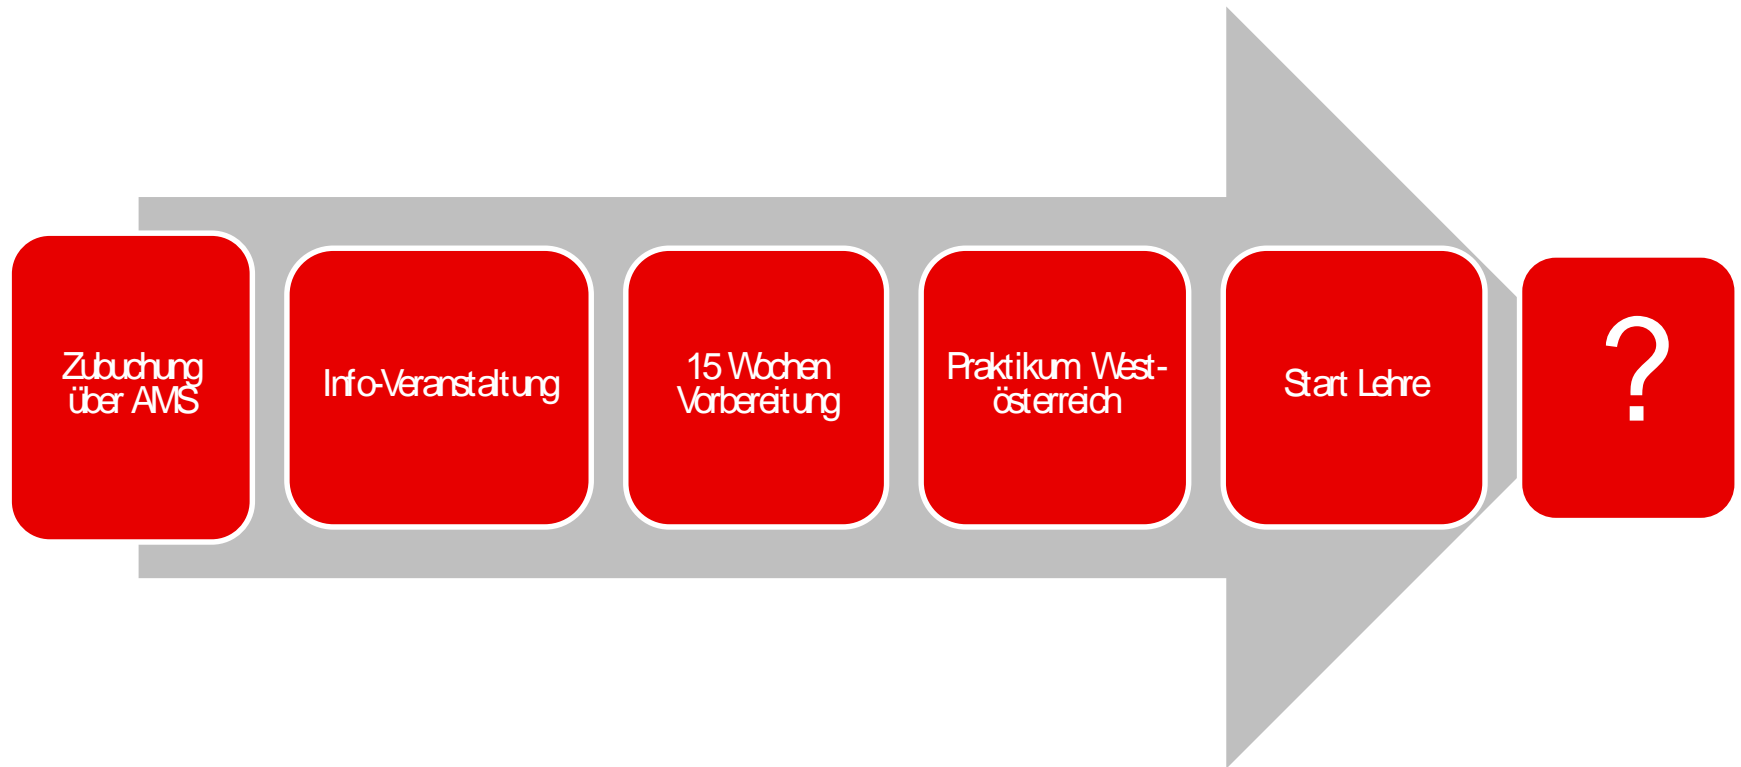 Zubuchung
über AMS
Info-Veranstaltung
15 Wochen
Vorbereitung
Praktikum West-
österreich
Start Lehre
?